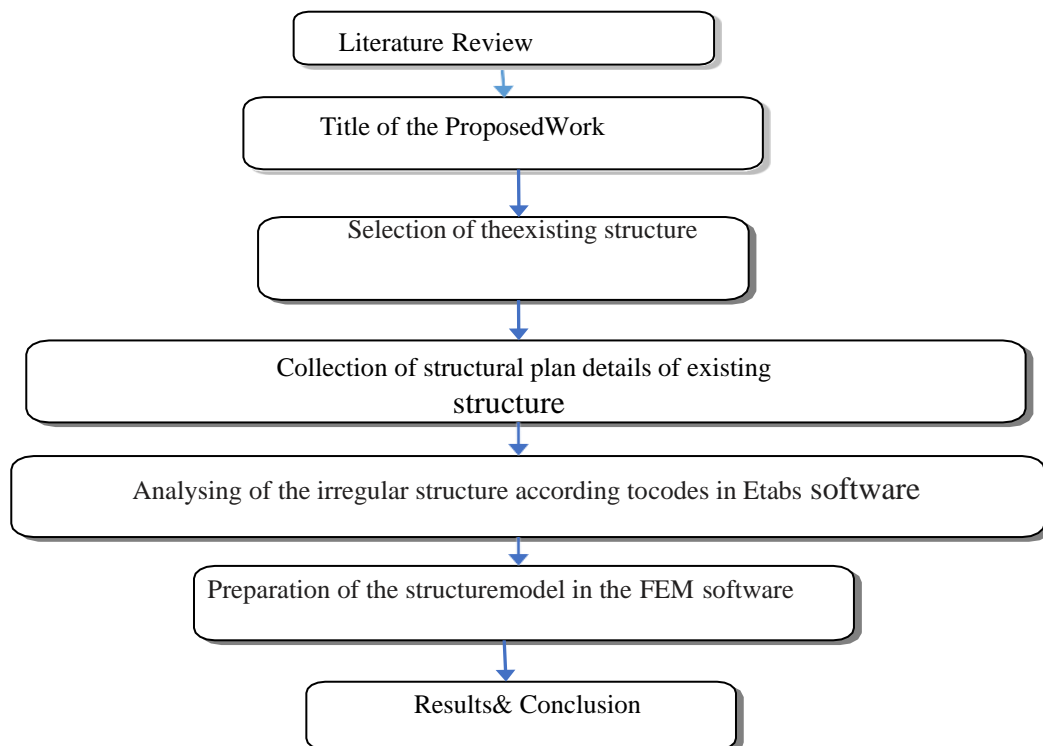 Literature Review
Title of the ProposedWork
Selection of theexisting structure
Collection of structural plan details of existing
structure
Analysing of the irregular structure according tocodes in Etabs software
Preparation of the structuremodel in the FEM software
Results& Conclusion